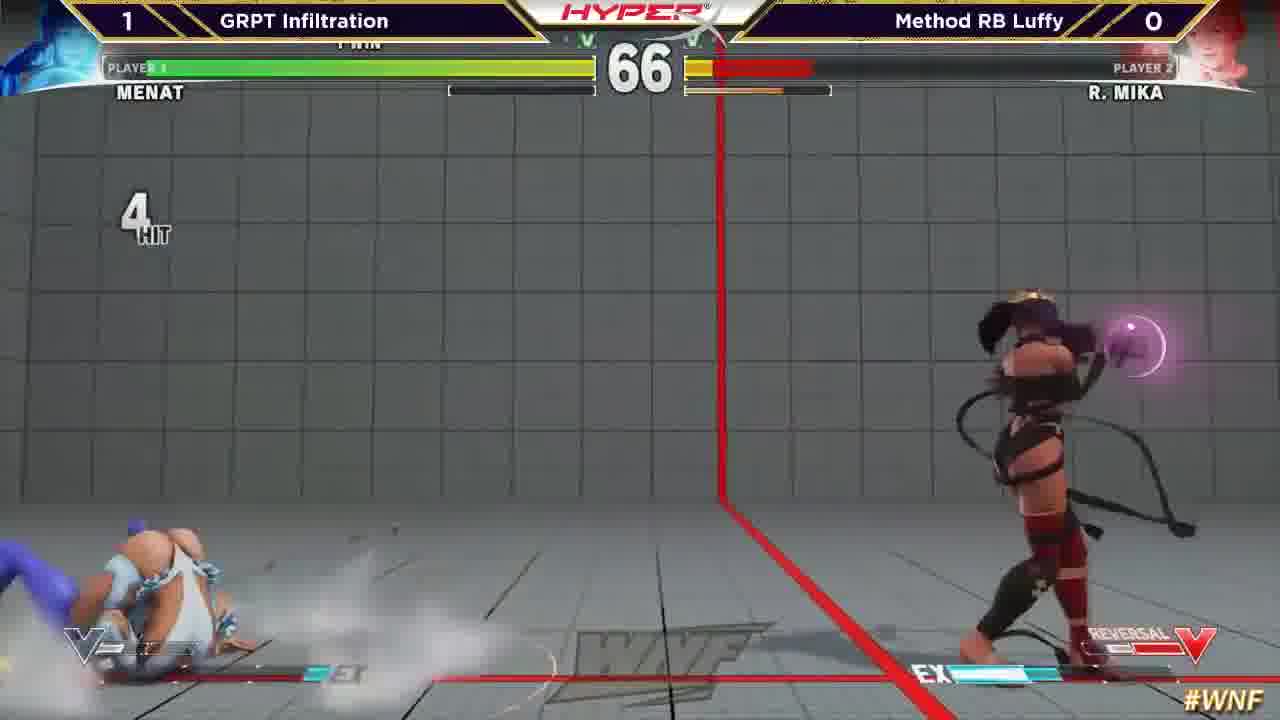 1 GRPT Infiltration
HYPER
Method RB Luffy 0
1 WIN
V
66
V
PLAYER 1
PLAYER 2
MENAT
R. MIKA
4 HIT
REVERSAL
V
V
EX
EX
WNF
#WNF